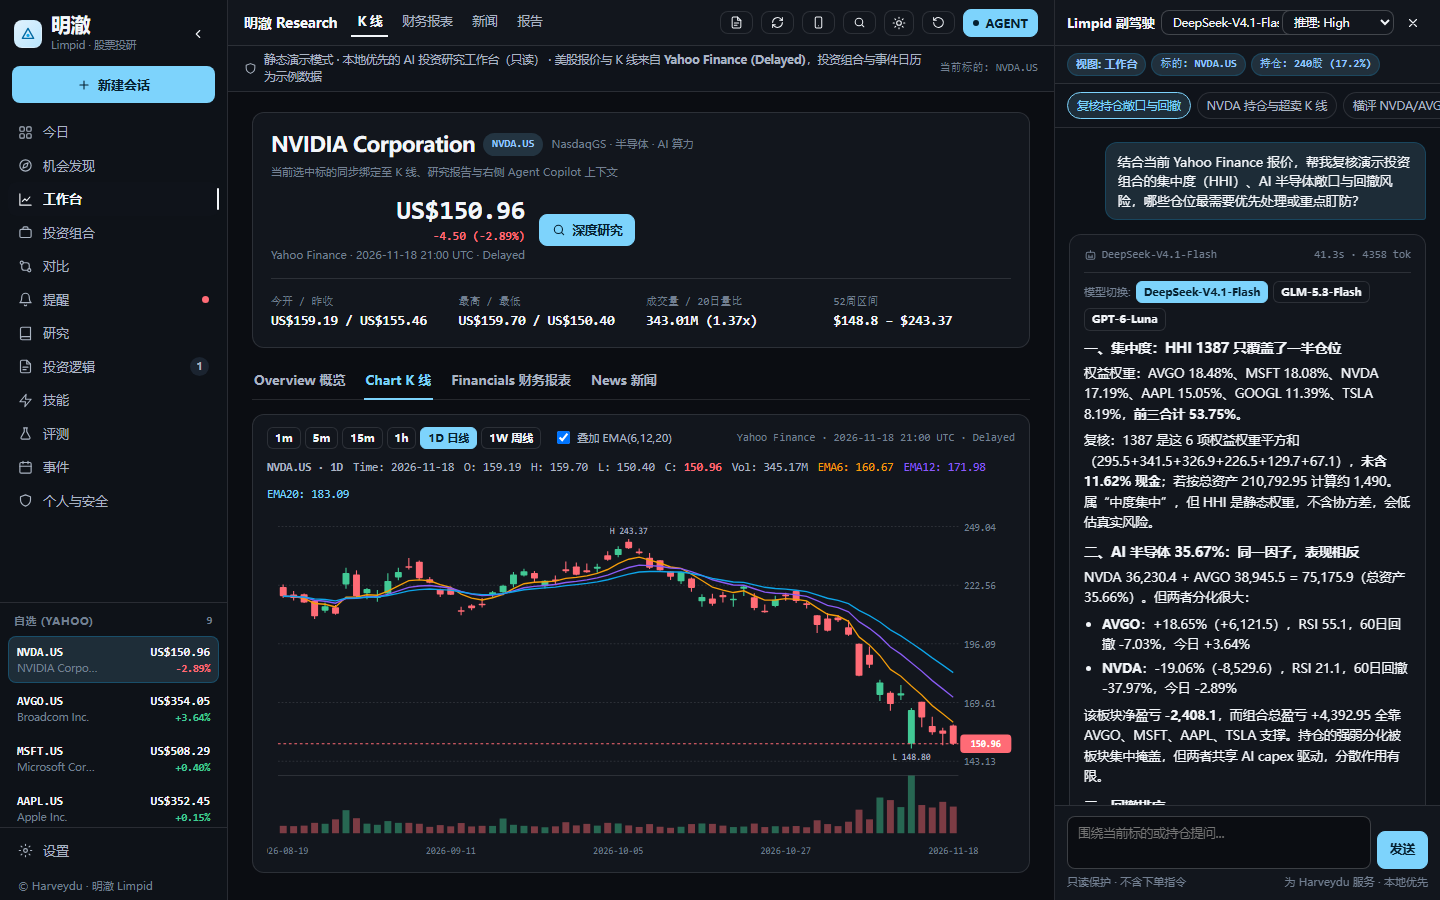 明澈
Limpid · 股票投研
新建会话
今日
机会发现
工作台
投资组合
对比
提醒
研究
投资逻辑 1
技能
评测
事件
个人与安全
自选 (YAHOO) 9
NVDA.US US$150.96
NVIDIA Corpo... -2.89%
AVGO.US US$354.05
Broadcom Inc. +3.64%
MSFT.US US$508.29
Microsoft Cor... +0.40%
AAPL.US US$352.45
Apple Inc. +0.15%
设置
© Harveydu · 明澈 Limpid
明澈 Research K 线 财务报表 新闻 报告 AGENT
静态演示模式 · 本地优先的 AI 投资研究工作台（只读） · 美股报价与 K 线来自 Yahoo Finance (Delayed)，投资组合与事件日历
为示例数据
当前标的: NVDA.US
NVIDIA Corporation NVDA.US NasdaqGS · 半导体 · AI 算力
当前选中标的同步绑定至 K 线、研究报告与右侧 Agent Copilot 上下文
US$150.96
-4.50 (-2.89%)
Yahoo Finance · 2026-11-18 21:00 UTC · Delayed
深度研究
今开 / 昨收 最高 / 最低 成交量 / 20日量比 52周区间
US$159.19 / US$155.46 US$159.70 / US$150.40 343.01M (1.37x) $148.8 – $243.37
Overview 概览 Chart K 线 Financials 财务报表 News 新闻
1m 5m 15m 1h 1D 日线 1W 周线 叠加 EMA(6,12,20) Yahoo Finance · 2026-11-18 21:00 UTC · Delayed
NVDA.US · 1D Time: 2026-11-18 O: 159.19 H: 159.70 L: 150.40 C: 150.96 Vol: 345.17M EMA6: 160.67 EMA12: 171.98
EMA20: 183.09
H 243.37
249.04
222.56
196.09
169.61
150.96
143.13
L 148.80
26-08-19 2026-09-11 2026-10-05 2026-10-27 2026-11-18
Limpid 副驾驶 DeepSeek-V4.1-Flas 推理: High
视图: 工作台 标的: NVDA.US 持仓: 240股 (17.2%)
复核持仓敞口与回撤 NVDA 持仓与超卖 K 线 横评 NVDA/AVG
结合当前 Yahoo Finance 报价，帮我复核演示投资
组合的集中度（HHI）、AI 半导体敞口与回撤风
险，哪些仓位最需要优先处理或重点盯防？
DeepSeek-V4.1-Flash 41.3s · 4358 tok
模型切换: DeepSeek-V4.1-Flash GLM-5.3-Flash
GPT-6-Luna
一、集中度：HHI 1387 只覆盖了一半仓位
权益权重：AVGO 18.48%、MSFT 18.08%、NVDA
17.19%、AAPL 15.05%、GOOGL 11.39%、TSLA
8.19%，前三合计 53.75%。
复核：1387 是这 6 项权益权重平方和
（295.5+341.5+326.9+226.5+129.7+67.1），未含
11.62% 现金；若按总资产 210,792.95 计算约 1,490。
属“中度集中”，但 HHI 是静态权重，不含协方差，会低
估真实风险。
二、AI 半导体 35.67%：同一因子，表现相反
NVDA 36,230.4 + AVGO 38,945.5 = 75,175.9（总资产
35.66%）。但两者分化很大：
• AVGO：+18.65%（+6,121.5），RSI 55.1，60日回
撤 -7.03%，今日 +3.64%
• NVDA：-19.06%（-8,529.6），RSI 21.1，60日回撤
-37.97%，今日 -2.89%
该板块净盈亏 -2,408.1，而组合总盈亏 +4,392.95 全靠
AVGO、MSFT、AAPL、TSLA 支撑。持仓的强弱分化被
板块集中掩盖，但两者共享 AI capex 驱动，分散作用有
限。
围绕当前标的或持仓提问...
发送
只读保护 · 不含下单指令 为 Harveydu 服务 · 本地优先